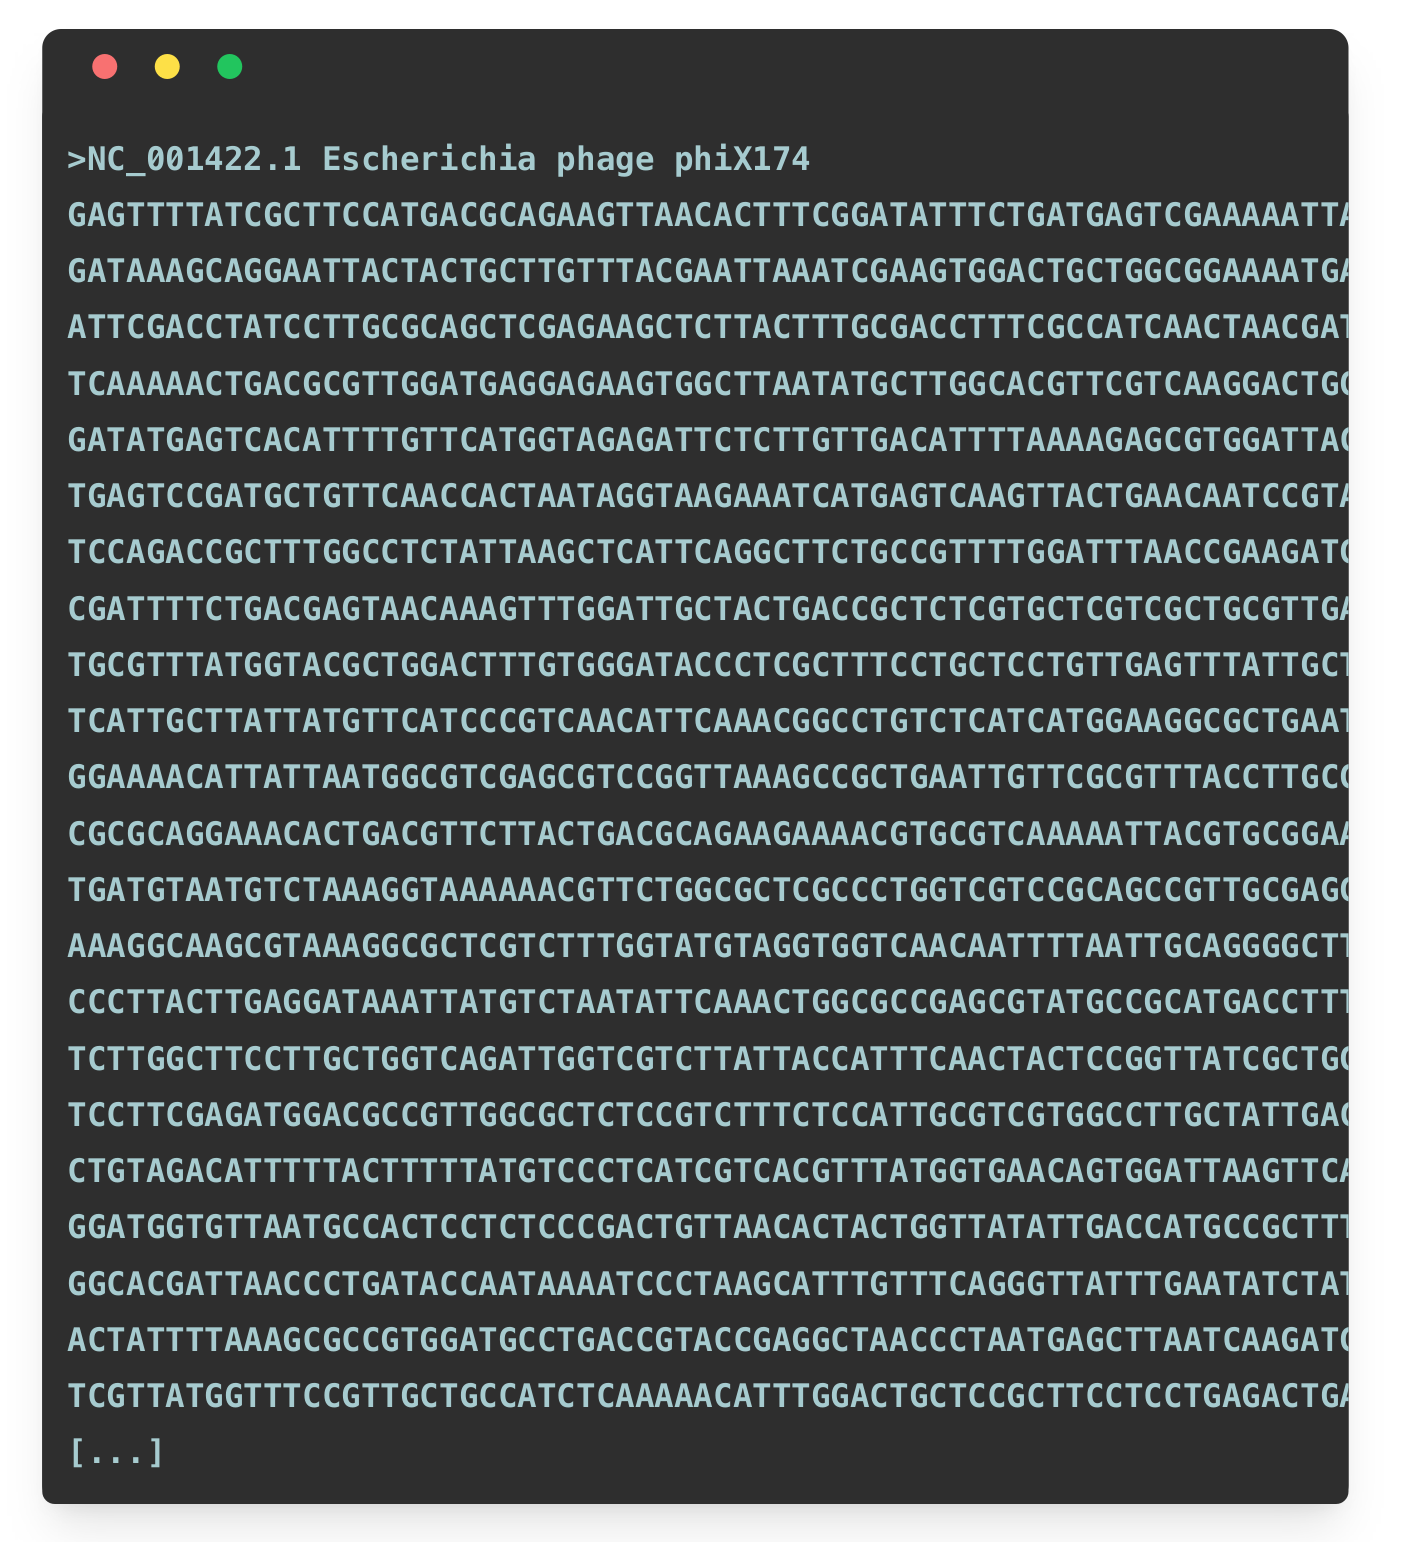 >NC_001422.1 Escherichia phage phiX174
GAGTTTTATCGCTTCCATGACGCAGAAGTTAACACTTTCGGATATTTCTGATGAGTCGAAAAATTA
GATAAAGCAGGAATTACTACTGCTTGTTTACGAATTAAATCGAAGTGGACTGCTGGCGGAAAATGA
ATTCGACCTATCCTTGCGCAGCTCGAGAAGCTCTTACTTTGCGACCTTTCGCCATCAACTAACGAT
TCAAAAACTGACGCGTTGGATGAGGAGAAGTGGCTTAATATGCTTGGCACGTTCGTCAAGGACTGG
GATATGAGTCACATTTTGTTCATGGTAGAGATTCTCTTGTTGACATTTTAAAAGAGCGTGGATTAC
TGAGTCCGATGCTGTTCAACCACTAATAGGTAAGAAATCATGAGTCAAGTTACTGAACAATCCGTA
TCCAGACCGCTTTGGCCTCTATTAAGCTCATTCAGGCTTCTGCCGTTTTGGATTTAACCGAAGATG
CGATTTTCTGACGAGTAACAAAGTTTGGATTGCTACTGACCGCTCTCGTGCTCGTCGCTGCGTTGA
TGCGTTTATGGTACGCTGGACTTTGTGGGATACCCTCGCTTTCCTGCTCCTGTTGAGTTTATTGCT
TCATTGCTTATTATGTTCATCCCGTCAACATTCAAACGGCCTGTCTCATCATGGAAGGCGCTGAAT
GGAAAACATTATTAATGGCGTCGAGCGTCCGGTTAAAGCCGCTGAATTGTTCGCGTTTACCTTGCG
CGCGCAGGAAACACTGACGTTCTTACTGACGCAGAAGAAAACGTGCGTCAAAAATTACGTGCGGAA
TGATGTAATGTCTAAAGGTAAAAAACGTTCTGGCGCTCGCCCTGGTCGTCCGCAGCCGTTGCGAGG
AAAGGCAAGCGTAAAGGCGCTCGTCTTTGGTATGTAGGTGGTCAACAATTTTAATTGCAGGGGCTT
CCCTTACTTGAGGATAAATTATGTCTAATATTCAAACTGGCGCCGAGCGTATGCCGCATGACCTTT
TCTTGGCTTCCTTGCTGGTCAGATTGGTCGTCTTATTACCATTTCAACTACTCCGGTTATCGCTGG
TCCTTCGAGATGGACGCCGTTGGCGCTCTCCGTCTTTCTCCATTGCGTCGTGGCCTTGCTATTGAC
CTGTAGACATTTTTACTTTTTATGTCCCTCATCGTCACGTTTATGGTGAACAGTGGATTAAGTTCA
GGATGGTGTTAATGCCACTCCTCTCCCGACTGTTAACACTACTGGTTATATTGACCATGCCGCTTT
GGCACGATTAACCCTGATACCAATAAAATCCCTAAGCATTTGTTTCAGGGTTATTTGAATATCTAT
ACTATTTTAAAGCGCCGTGGATGCCTGACCGTACCGAGGCTAACCCTAATGAGCTTAATCAAGATG
TCGTTATGGTTTCCGTTGCTGCCATCTCAAAAACATTTGGACTGCTCCGCTTCCTCCTGAGACTGA
[...]